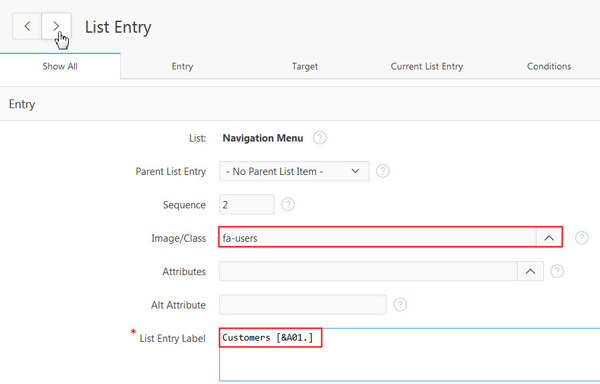 List Entry
Show All Entry Target Current List Entry Conditions
Entry
List: Navigation Menu ?
Parent List Entry - No Parent List Item - ?
Sequence 2 ?
Image/Class fa-users ?
Attributes ?
Alt Attribute ?
* List Entry Label Customers [&A01.]